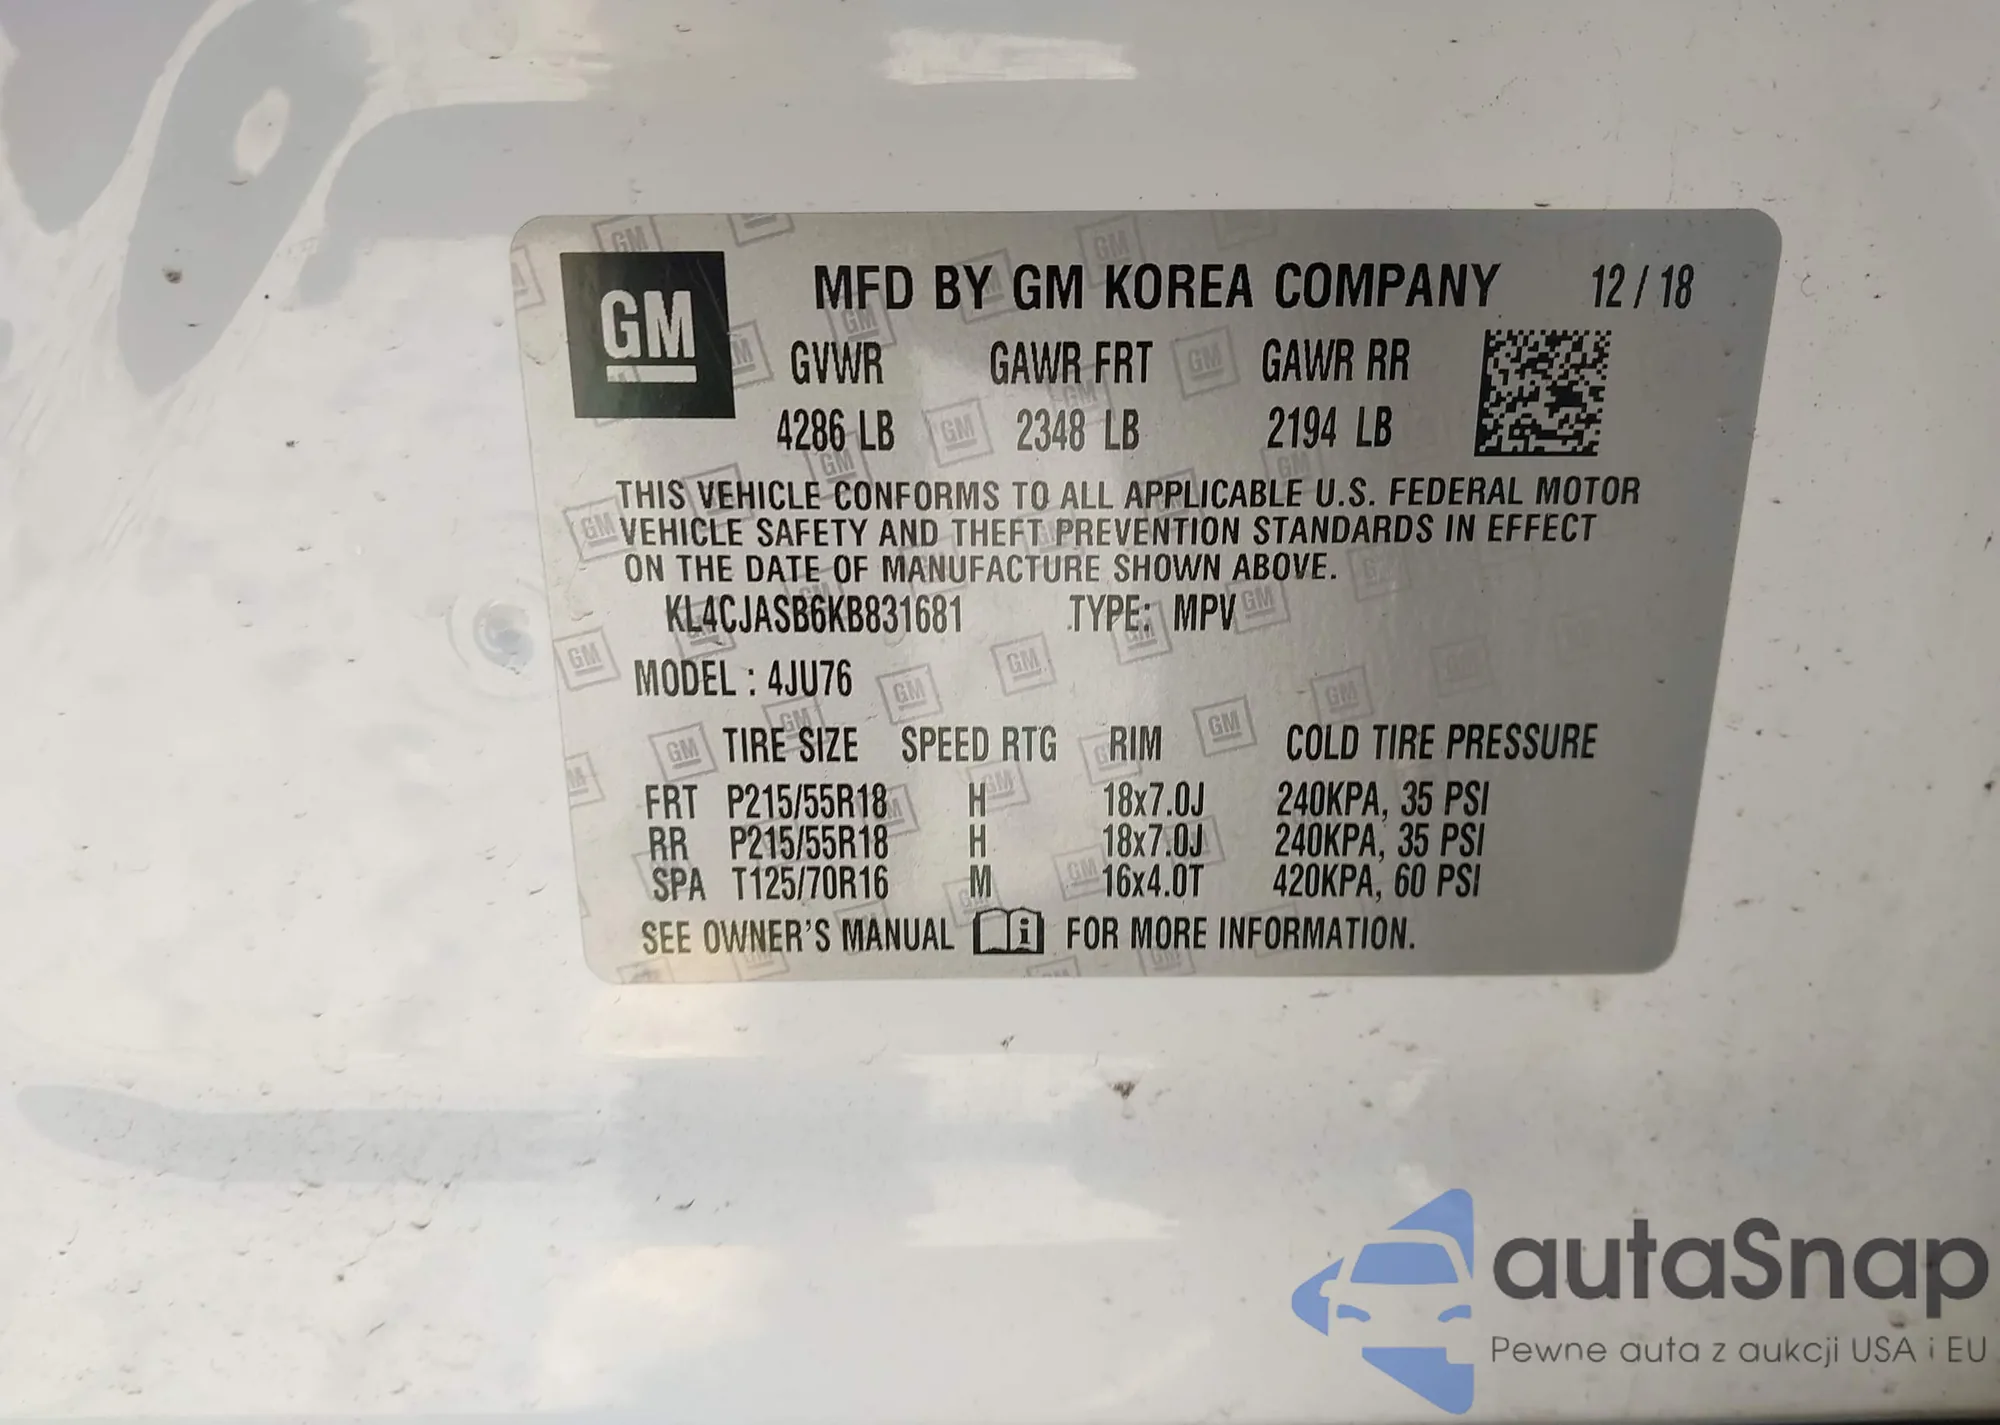 GM
MFD BY GM KOREA COMPANY 12/18
GVWR GAWR FRT GAWR RR
4286 LB 2348 LB 2194 LB
THIS VEHICLE CONFORMS TO ALL APPLICABLE U.S. FEDERAL MOTOR
VEHICLE SAFETY AND THEFT PREVENTION STANDARDS IN EFFECT
ON THE DATE OF MANUFACTURE SHOWN ABOVE.
KL4CJASB6KB831681 TYPE: MPV
MODEL : 4JU76
TIRE SIZE SPEED RTG RIM COLD TIRE PRESSURE
FRT P215/55R18 H 18x7.0J 240KPA, 35 PSI
RR P215/55R18 H 18x7.0J 240KPA, 35 PSI
SPA T125/70R16 M 16x4.0T 420KPA, 60 PSI
SEE OWNER'S MANUAL i FOR MORE INFORMATION.
autaSnap
Pewne auta z aukcji USA i EU